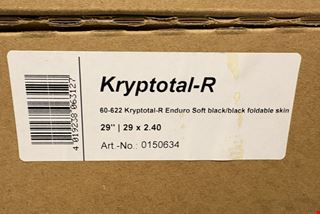 Kryptotal-R
60-622 Kryptotal-R Enduro Soft black/black foldable skin
29" | 29 x 2.40
Art.-No.: 0150634
4 019238 063127